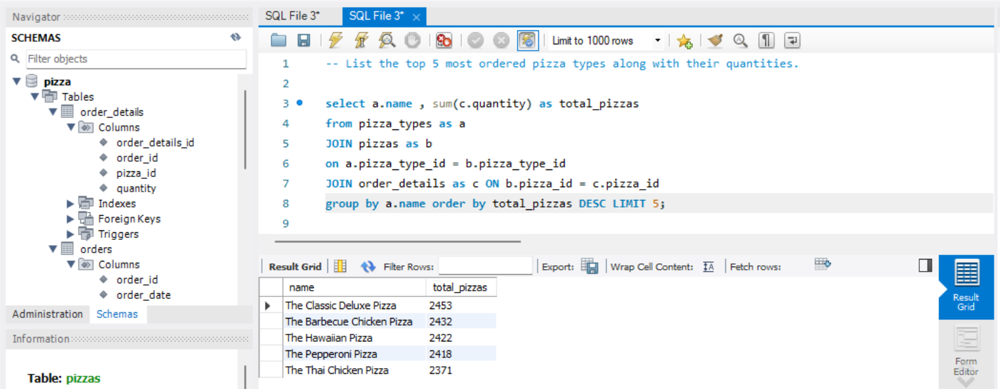 Navigator
SCHEMAS
Filter objects
pizza
Tables
order_details
Columns
order_details_id
order_id
pizza_id
quantity
Indexes
Foreign Keys
Triggers
orders
Columns
order_id
order_date
Administration Schemas
Information
Table: pizzas
SQL File 3* SQL File 3*
Limit to 1000 rows
1 -- List the top 5 most ordered pizza types along with their quantities.
2
3 select a.name , sum(c.quantity) as total_pizzas
4 from pizza_types as a
5 JOIN pizzas as b
6 on a.pizza_type_id = b.pizza_type_id
7 JOIN order_details as c ON b.pizza_id = c.pizza_id
8 group by a.name order by total_pizzas DESC LIMIT 5;
9
Result Grid Filter Rows: Export: Wrap Cell Content: Fetch rows:
name total_pizzas
The Classic Deluxe Pizza 2453
The Barbecue Chicken Pizza 2432
The Hawaiian Pizza 2422
The Pepperoni Pizza 2418
The Thai Chicken Pizza 2371
Result
Grid
Form
Editor